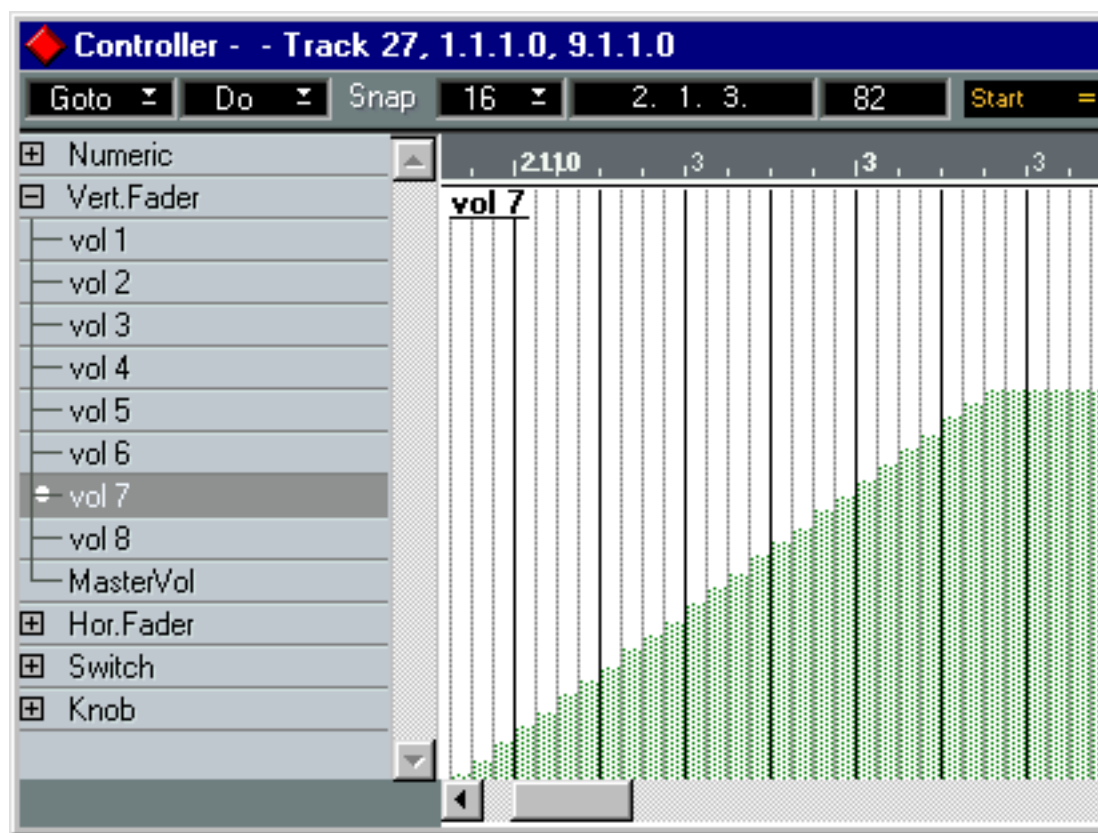 Controller - - Track 27, 1.1.1.0, 9.1.1.0
Goto Do Snap 16 2. 1. 3. 82 Start =
Numeric
2.1.1.0 3 3 3
Vert.Fader
vol 7
vol 1
vol 2
vol 3
vol 4
vol 5
vol 6
vol 7
vol 8
MasterVol
Hor.Fader
Switch
Knob